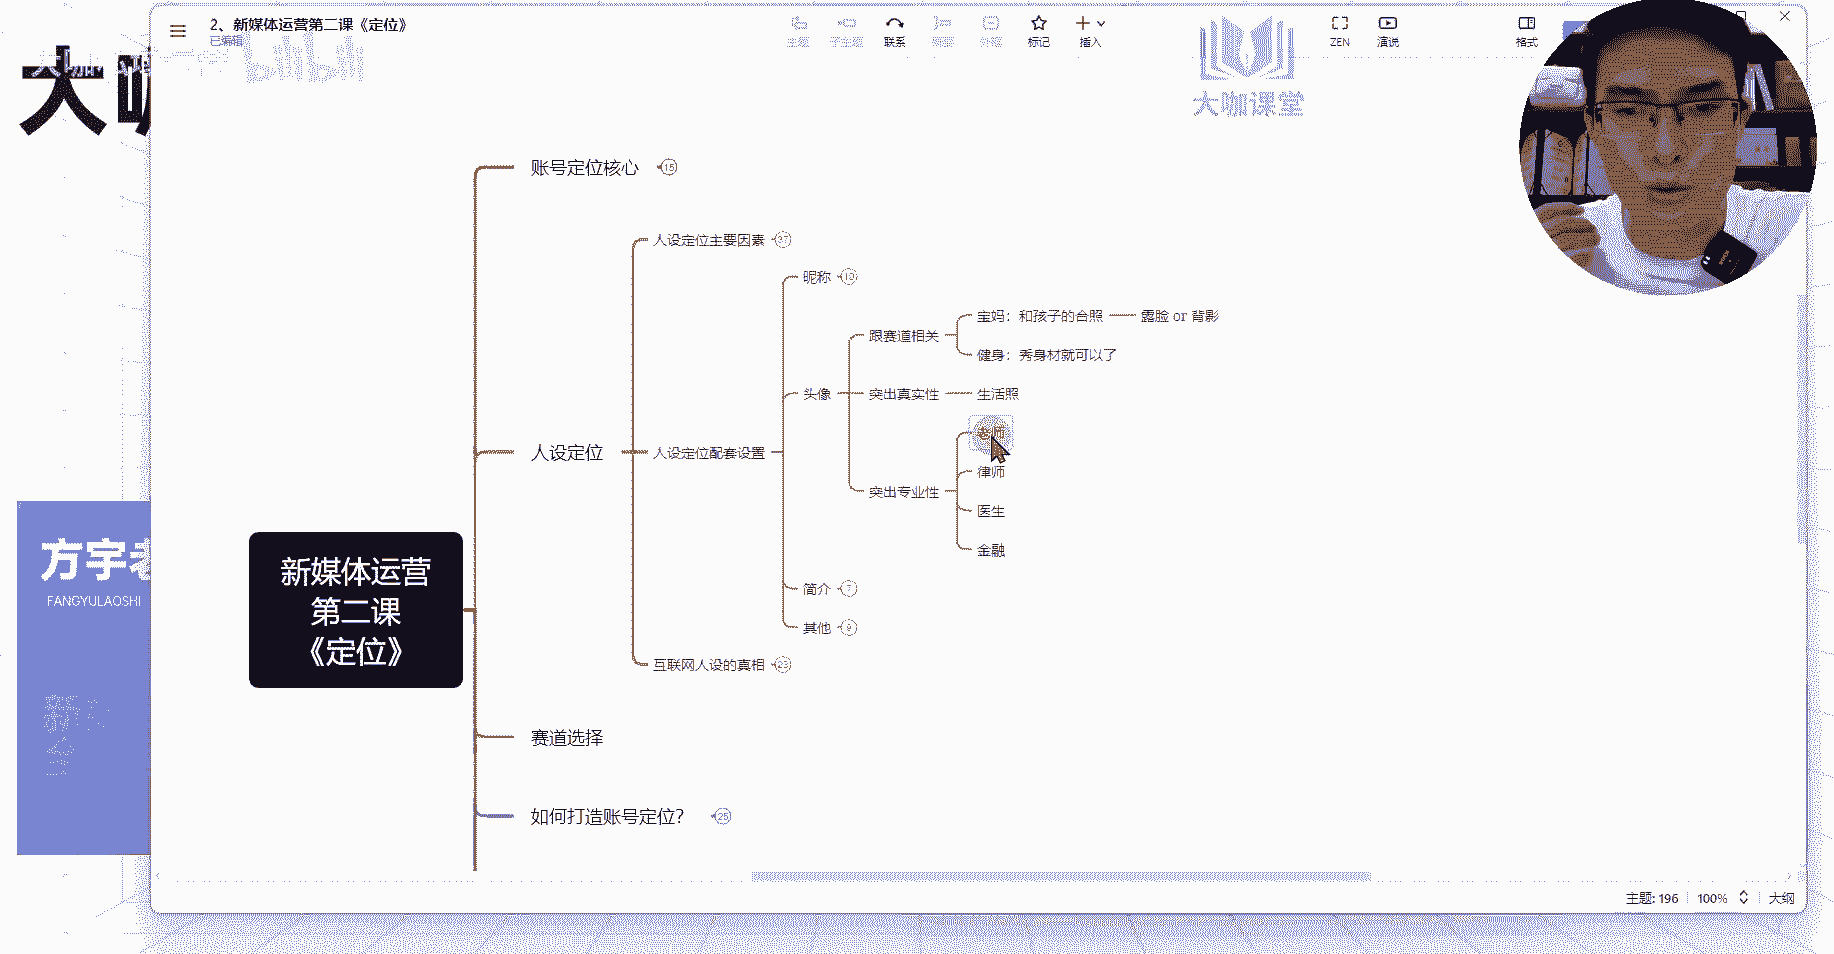 2、新媒体运营第二课《定位》
已编辑
主题
子主题
联系
概要
外框
标记
插入
ZEN
演说
格式
大咖课堂
bilibili
大咖
账号定位核心 15
人设定位主要因素 37
昵称 19
宝妈：和孩子的合照 露脸 or 背影
跟赛道相关
健身：秀身材就可以了
头像
突出真实性 生活照
老师
人设定位
人设定位配套设置
律师
突出专业性
医生
金融
新媒体运营
第二课
《定位》
简介 7
其他 9
互联网人设的真相 23
赛道选择
如何打造账号定位？ 25
方宇老
FANGYULAOSHI
主题: 196
100%
大纲